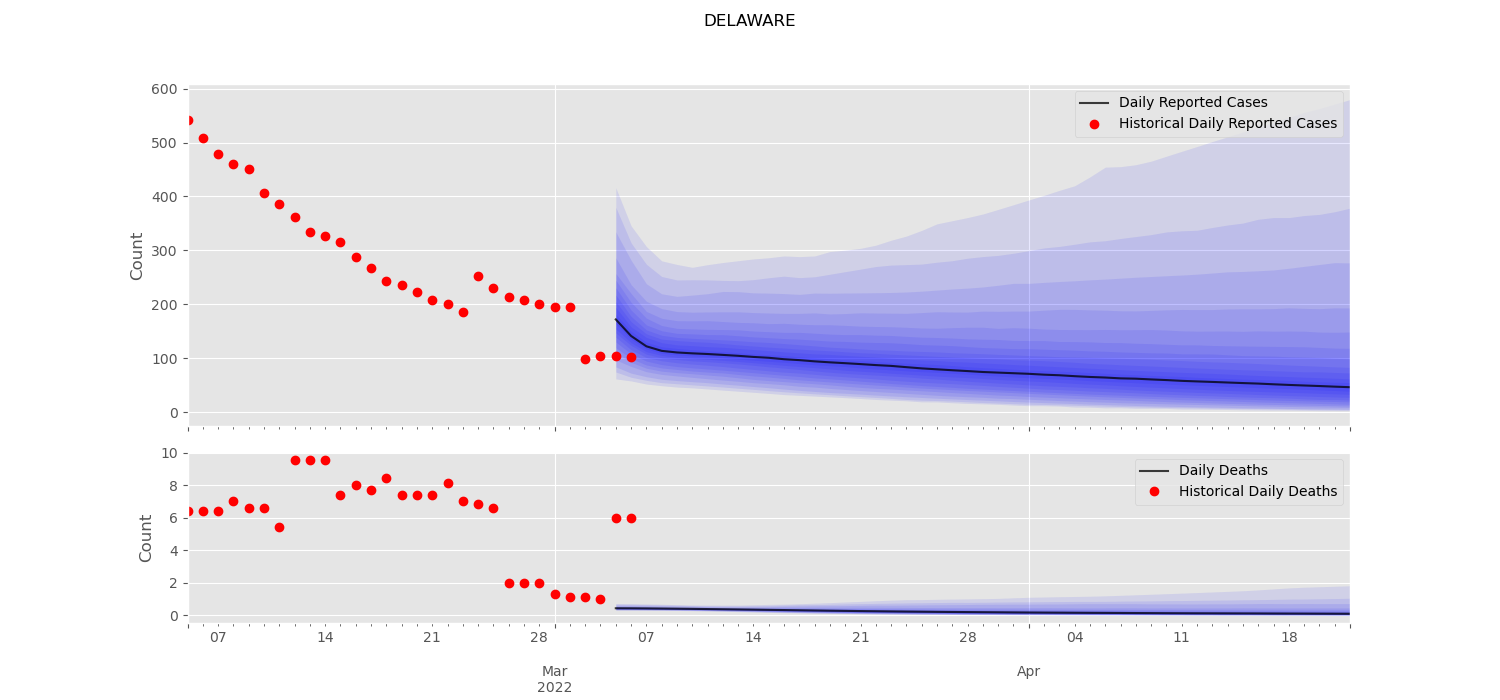 DELAWARE
600
500
400
300
200
100
0
Count
Daily Reported Cases
Historical Daily Reported Cases
10
8
6
4
2
0
Count
Daily Deaths
Historical Daily Deaths
07 14 21 28 07 14 21 28 04 11 18
Mar Apr
2022